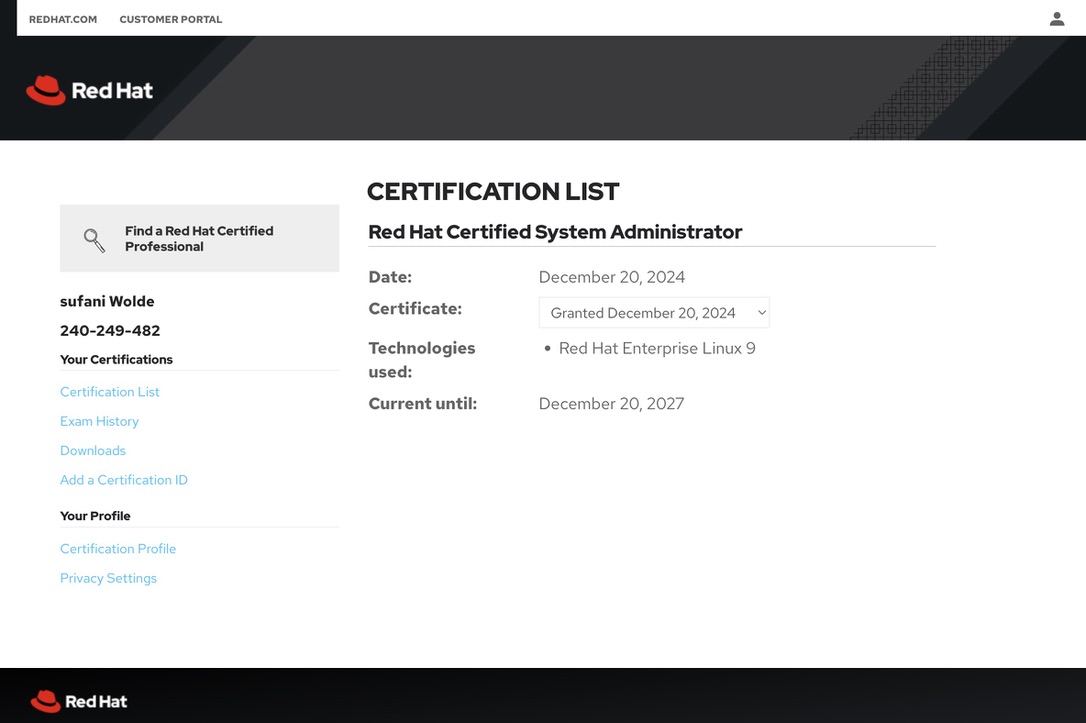 REDHAT.COM CUSTOMER PORTAL
Red Hat
Find a Red Hat Certified
Professional
sufani Wolde
240-249-482
Your Certifications
Certification List
Exam History
Downloads
Add a Certification ID
Your Profile
Certification Profile
Privacy Settings
CERTIFICATION LIST
Red Hat Certified System Administrator
Date: December 20, 2024
Certificate: Granted December 20, 2024
Technologies used: • Red Hat Enterprise Linux 9
Current until: December 20, 2027
Red Hat